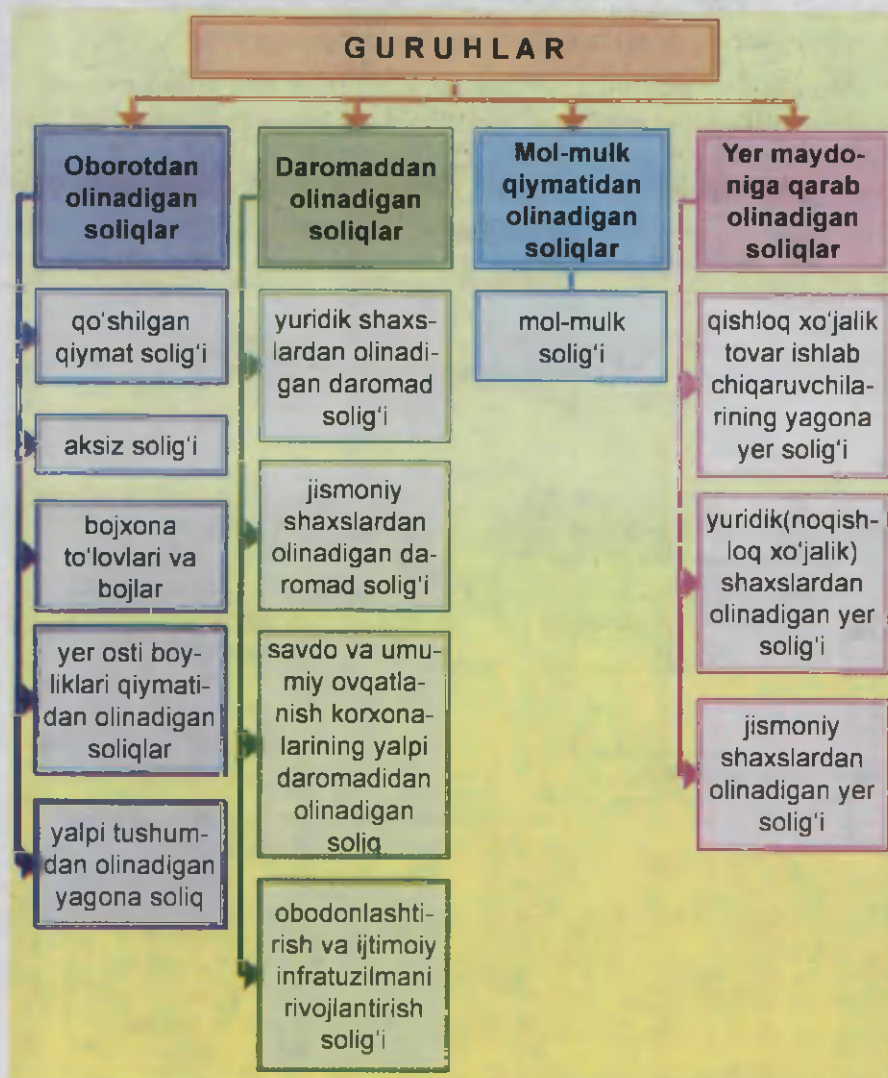 GURUHLAR
Oborotdan
olinadigan
soliqlar
qo‘shilgan
qiymat solig‘i
aksiz solig‘i
bojxona
to‘lovlari va
bojlar
yer osti boy-
liklari qiymati-
dan olinadigan
soliqlar
yalpi tushum-
dan olinadigan
yagona soliq
Daromaddan
olinadigan
soliqlar
yuridik shaxs-
lardan olinadi-
gan daromad
solig‘i
jismoniy
shaxslardan
olinadigan da-
romad solig‘i
savdo va umu-
miy ovqatla-
nish korxona-
larining yalpi
daromadidan
olinadigan
soliq
obodonlashti-
rish va ijtimoiy
infratuzilmani
rivojlantirish
solig‘i
Mol-mulk
qiymatidan
olinadigan
soliqlar
mol-mulk
solig‘i
Yer maydo-
niga qarab
olinadigan
soliqlar
qishloq xo‘jalik
tovar ishlab
chiqaruvchila-
rining yagona
yer solig‘i
yuridik(noqish-
loq xo‘jalik)
shaxslardan
olinadigan yer
solig‘i
jismoniy
shaxslardan
olinadigan yer
solig‘i